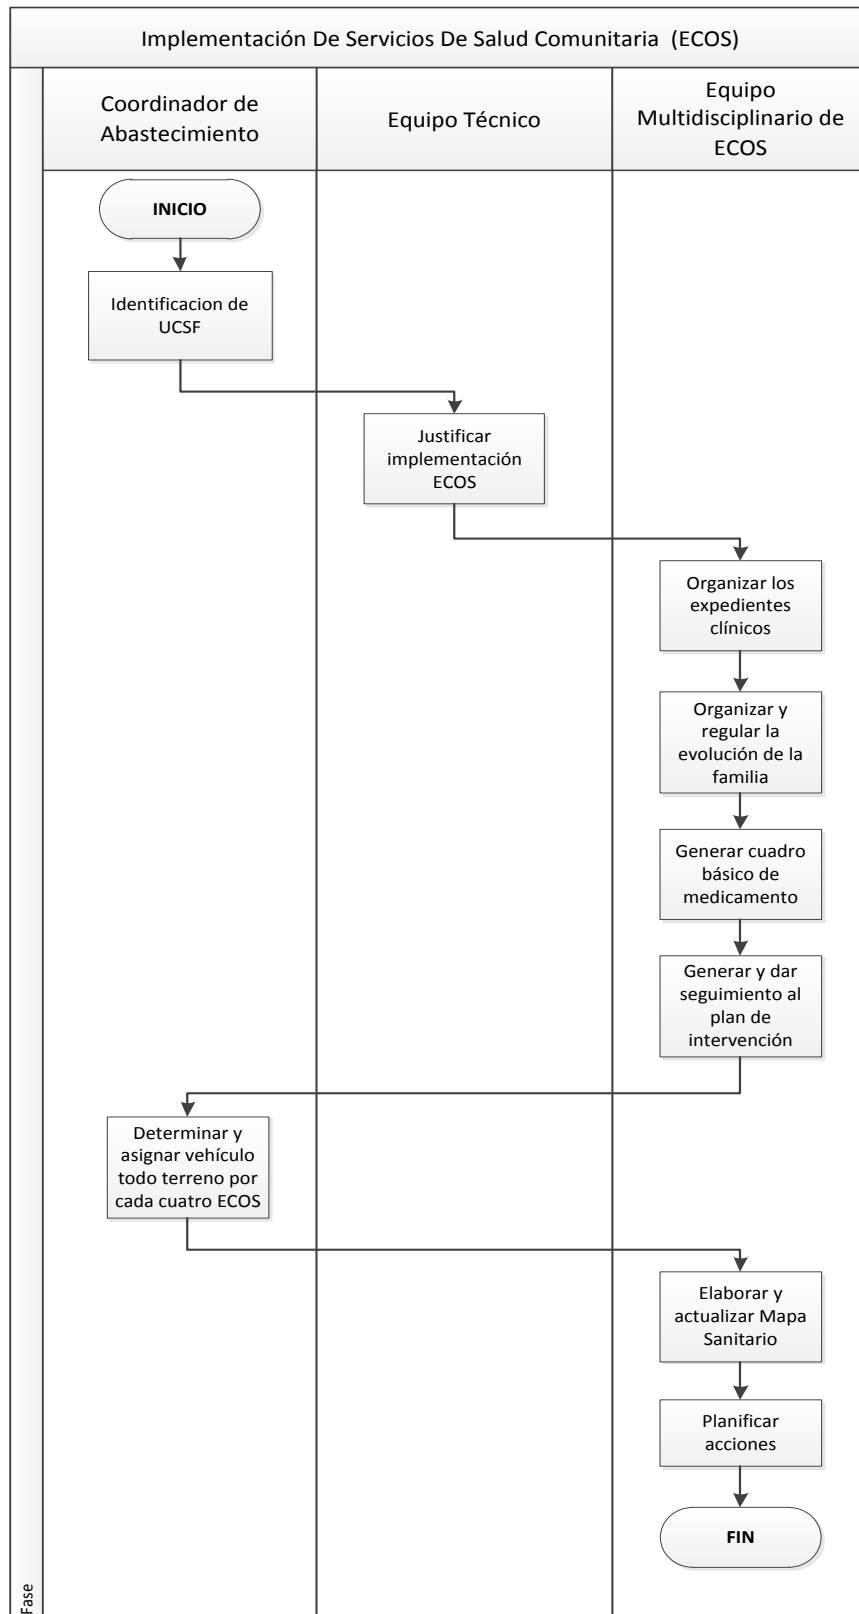 Implementación De Servicios De Salud Comunitaria (ECOS)
Coordinador de
Abastecimiento
Equipo Técnico
Equipo
Multidisciplinario de
ECOS
INICIO
Identificacion de
UCSF
Justificar
implementación
ECOS
Organizar los
expedientes
clínicos
Organizar y
regular la
evolución de la
familia
Generar cuadro
básico de
medicamento
Generar y dar
seguimiento al
plan de
intervención
Determinar y
asignar vehículo
todo terreno por
cada cuatro ECOS
Elaborar y
actualizar Mapa
Sanitario
Planificar
acciones
FIN
Fase